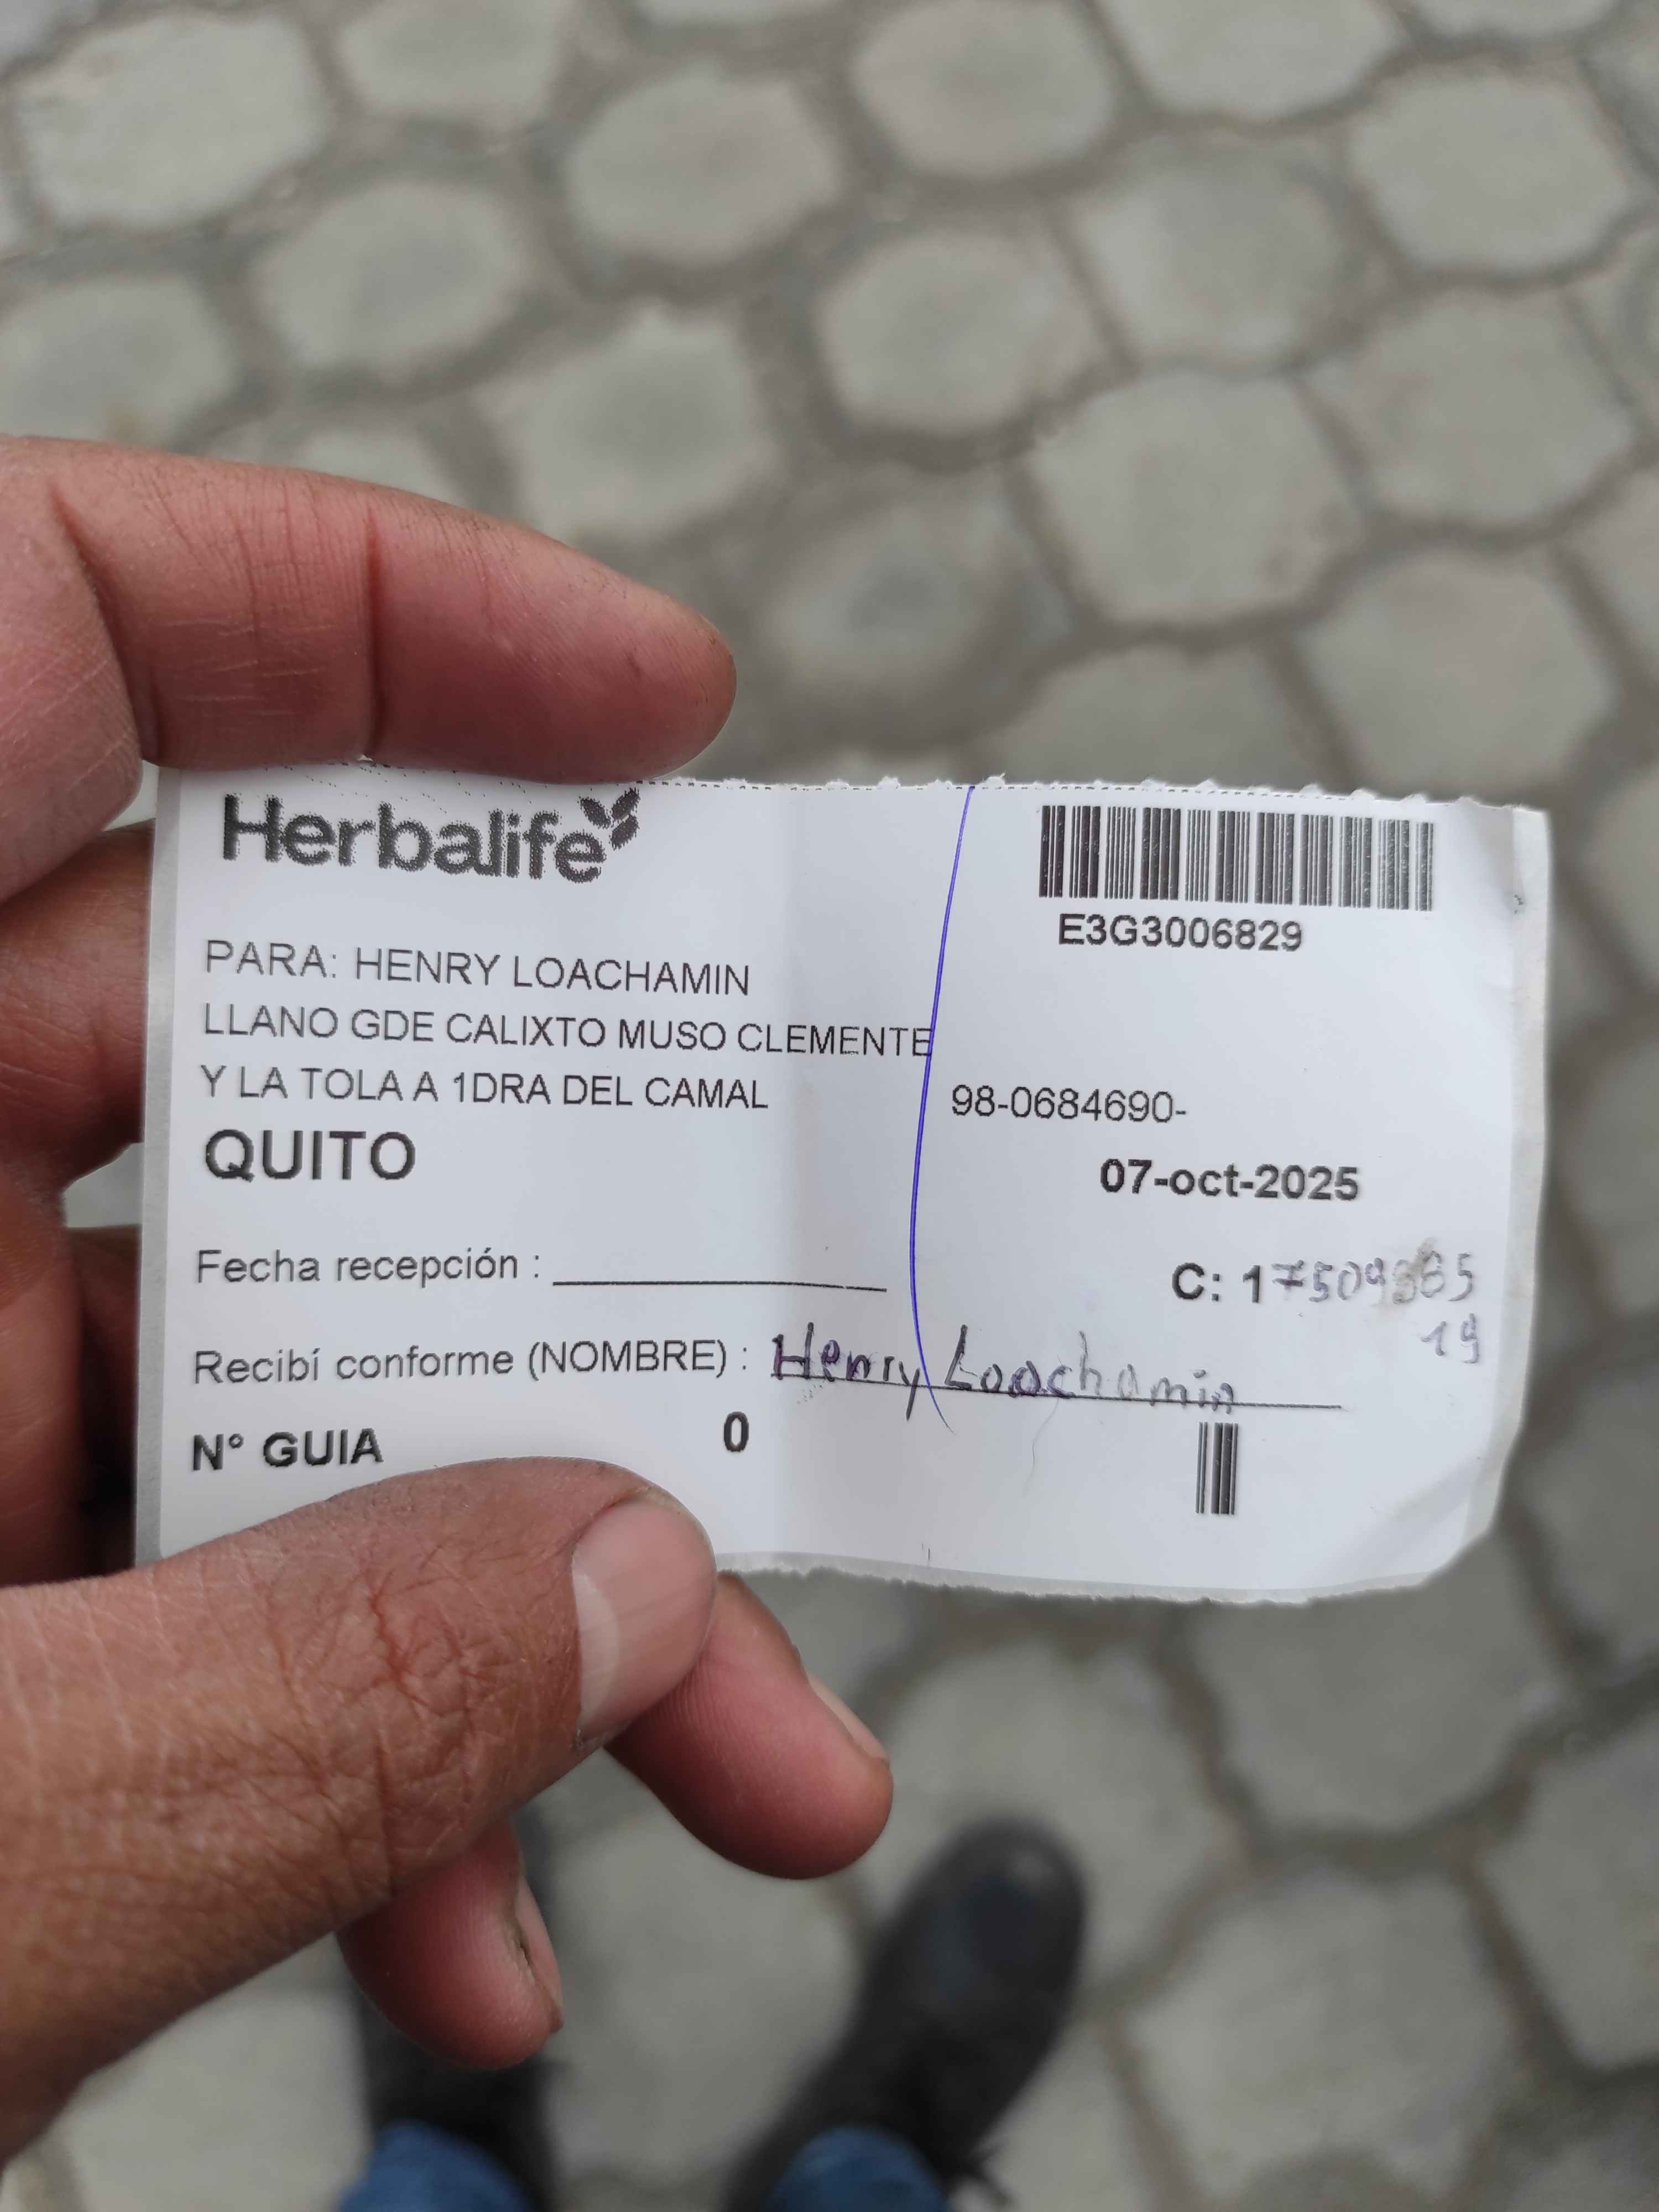 Herbalife
E3G3006829
PARA: HENRY LOACHAMIN
LLANO GDE CALIXTO MUSO CLEMENTE
Y LA TOLA A 1DRA DEL CAMAL
98-0684690-
QUITO
07-oct-2025
Fecha recepción :
C:
Recibí conforme (NOMBRE) : Henry Loachamin
19
N° GUIA 0